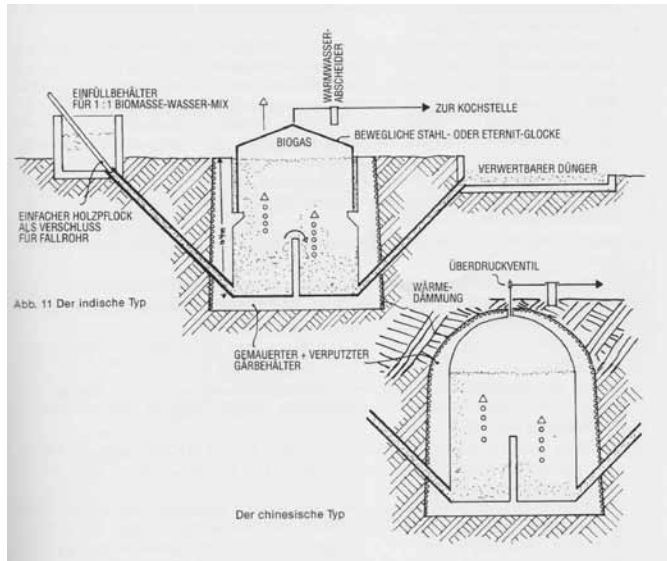 EINFÜLLBEHÄLTER
FÜR 1 : 1 BIOMASSE-WASSER-MIX
WARMWASSER-
ABSCHEIDER
ZUR KOCHSTELLE
BIOGAS
BEWEGLICHE STAHL- ODER ETERNIT-GLOCKE
VERWERTBARER DÜNGER
EINFACHER HOLZPFLOCK
ALS VERSCHLUSS
FÜR FALLROHR
Abb. 11 Der indische Typ
ÜBERDRUCKVENTIL
WÄRME-
DÄMMUNG
GEMAUERTER + VERPUTZTER
GÄRBEHÄLTER
Der chinesische Typ